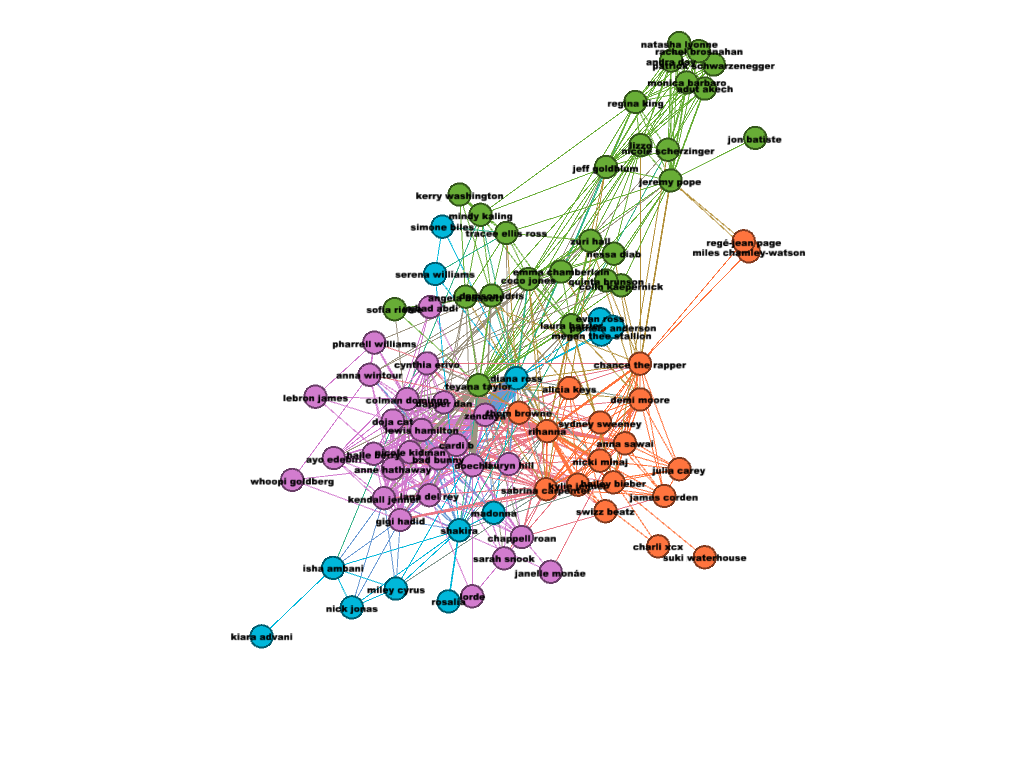 natasha lyonne
rachel brosnahan
andra day
patrick schwarzenegger
monica barbaro
adut akech
regina king
jon batiste
lizzo
nicole scherzinger
jeff goldblum
jeremy pope
kerry washington
mindy kaling
simone biles
tracee ellis ross
zuri hall
regé-jean page
miles chamley-watson
nessa diab
serena williams
emma chamberlain
coco jones
quinta brunson
colin kaepernick
angela bassett
damson idris
sofia richie
abdi
evan ross
laura harrier
pamela anderson
megan thee stallion
pharrell williams
cynthia erivo
chance the rapper
anna wintour
diana ross
teyana taylor
alicia keys
lebron james
colman domingo
dapper dan
demi moore
zendaya
thom browne
doja cat
sydney sweeney
lewis hamilton
rihanna
cardi b
anna sawai
halle berry
nicole kidman
ayo edebiri
bad bunny
doechii
lauryn hill
nicki minaj
anne hathaway
julia carey
whoopi goldberg
kylie jenner
hailey bieber
sabrina carpenter
kendall jenner
lana del rey
james corden
madonna
swizz beatz
gigi hadid
shakira
chappell roan
charli xcx
sarah snook
suki waterhouse
isha ambani
janelle monáe
miley cyrus
lorde
rosalía
nick jonas
kiara advani